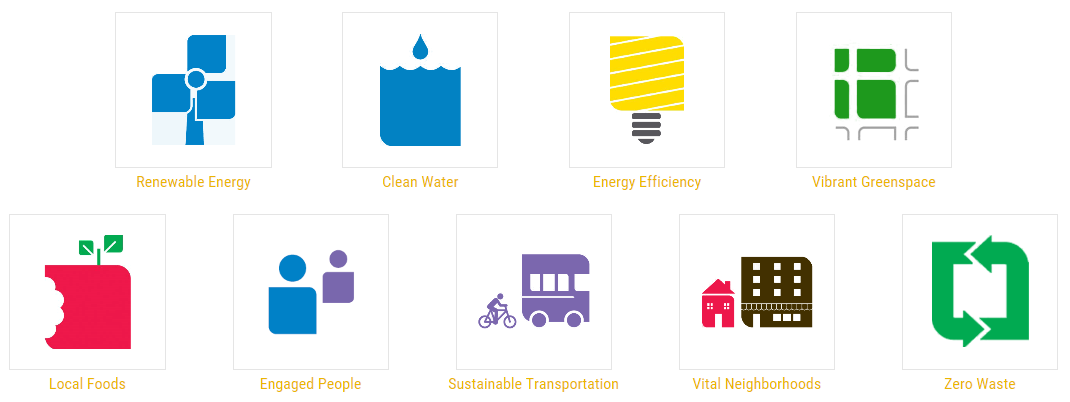 Renewable Energy
Clean Water
Energy Efficiency
Vibrant Greenspace
Local Foods
Engaged People
Sustainable Transportation
Vital Neighborhoods
Zero Waste